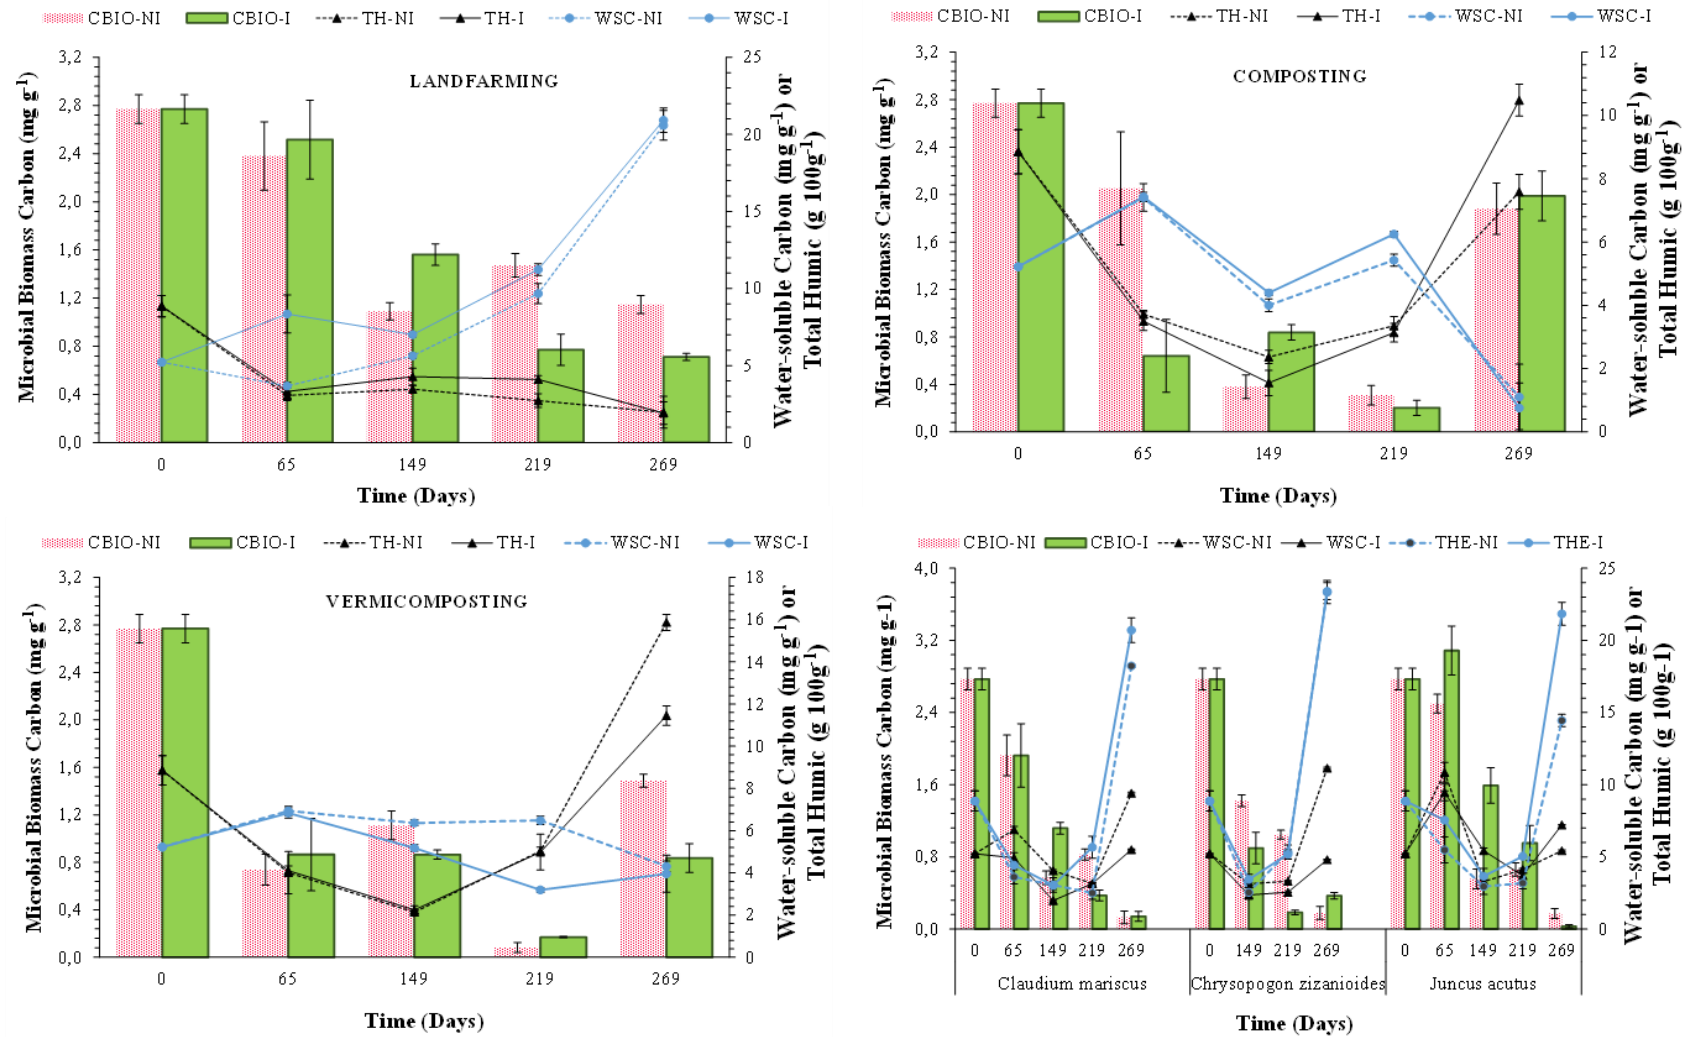 CBIO-NI CBIO-I TH-NI TH-I WSC-NI WSC-I
LANDFARMING
Microbial Biomass Carbon (mg g-1)
3,2
2,8
2,4
2,0
1,6
1,2
0,8
0,4
0,0
25
20
15
10
5
0
Water-soluble Carbon (mg g-1) or
Total Humic (g 100g-1)
0 65 149 219 269
Time (Days)
CBIO-NI CBIO-I TH-NI TH-I WSC-NI WSC-I
COMPOSTING
Microbial Biomass Carbon (mg g-1)
3,2
2,8
2,4
2,0
1,6
1,2
0,8
0,4
0,0
12
10
8
6
4
2
0
Water-soluble Carbon (mg g-1) or
Total Humic (g 100g-1)
0 65 149 219 269
Time (Days)
CBIO-NI CBIO-I TH-NI TH-I WSC-NI WSC-I
VERMICOMPOSTING
Microbial Biomass Carbon (mg g-1)
3,2
2,8
2,4
2,0
1,6
1,2
0,8
0,4
0,0
18
16
14
12
10
8
6
4
2
0
Water-soluble Carbon (mg g-1) or
Total Humic (g 100g-1)
0 65 149 219 269
Time (Days)
CBIO-NI CBIO-I WSC-NI WSC-I THE-NI THE-I
Microbial Biomass Carbon (mg g-1)
4,0
3,2
2,4
1,6
0,8
0,0
25
20
15
10
5
0
Water-soluble Carbon (mg g-1) or
Total Humic (g 100g-1)
0 65 149 219 269 0 149 219 269 0 65 149 219 269
Claudium mariscus Chrysopogon zizanioides Juncus acutus
Time (Days)